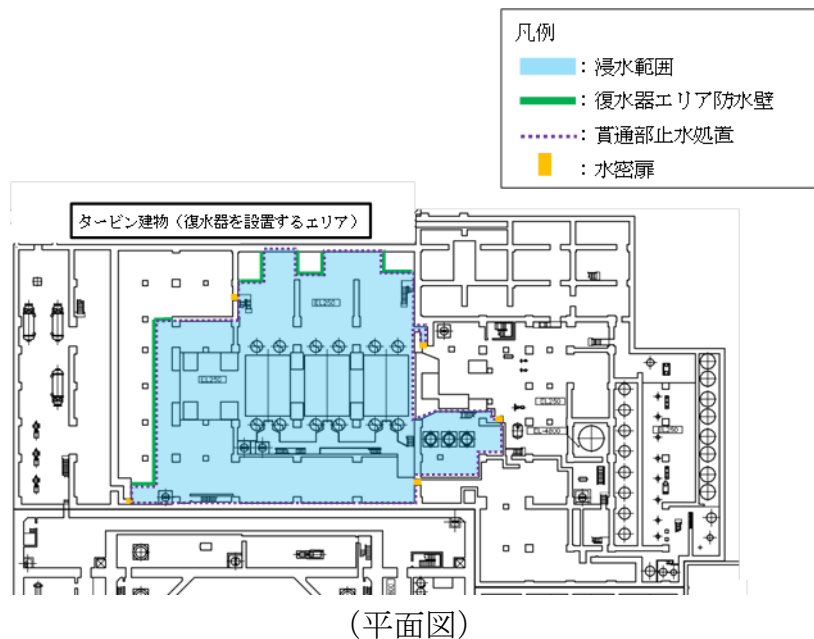 凡例
：浸水範囲
：復水器エリア防水壁
：貫通部止水処置
：水密扉
タービン建物（復水器を設置するエリア）
EL250
EL250
EL250
EL-4800
EL250
（平面図）